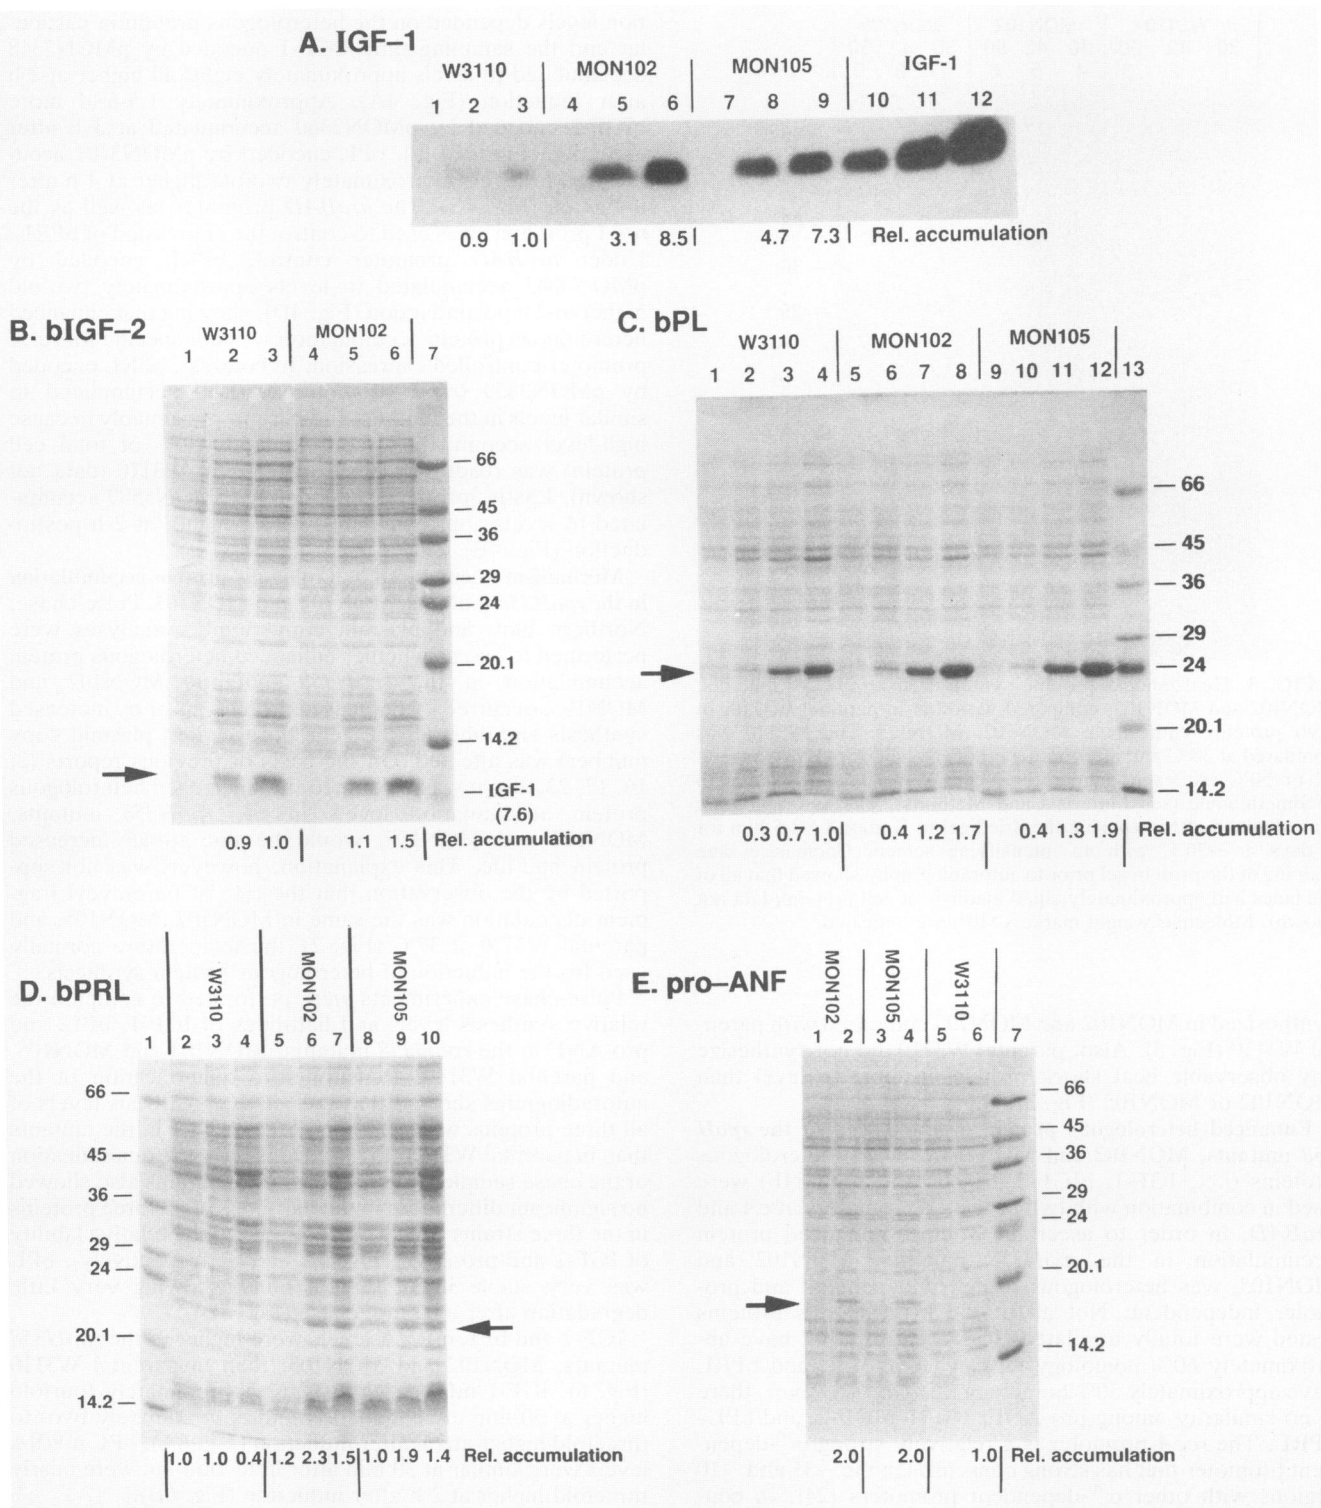 A. IGF-1
W3110 MON102 MON105 IGF-1
1 2 3 4 5 6 7 8 9 10 11 12
0.9 1.0 3.1 8.5 4.7 7.3 Rel. accumulation
B. bIGF-2
W3110 MON102
1 2 3 4 5 6 7
66
45
36
29
24
20.1
14.2
IGF-1
(7.6)
0.9 1.0 1.1 1.5 Rel. accumulation
C. bPL
W3110 MON102 MON105
1 2 3 4 5 6 7 8 9 10 11 12 13
66
45
36
29
24
20.1
14.2
0.3 0.7 1.0 0.4 1.2 1.7 0.4 1.3 1.9 Rel. accumulation
D. bPRL
W3110 MON102 MON105
1 2 3 4 5 6 7 8 9 10
66
45
36
29
24
20.1
14.2
1.0 1.0 0.4 1.2 2.3 1.5 1.0 1.9 1.4 Rel. accumulation
E. pro-ANF
MON102 MON105 W3110
1 2 3 4 5 6 7
66
45
36
29
24
20.1
14.2
2.0 2.0 1.0 Rel. accumulation